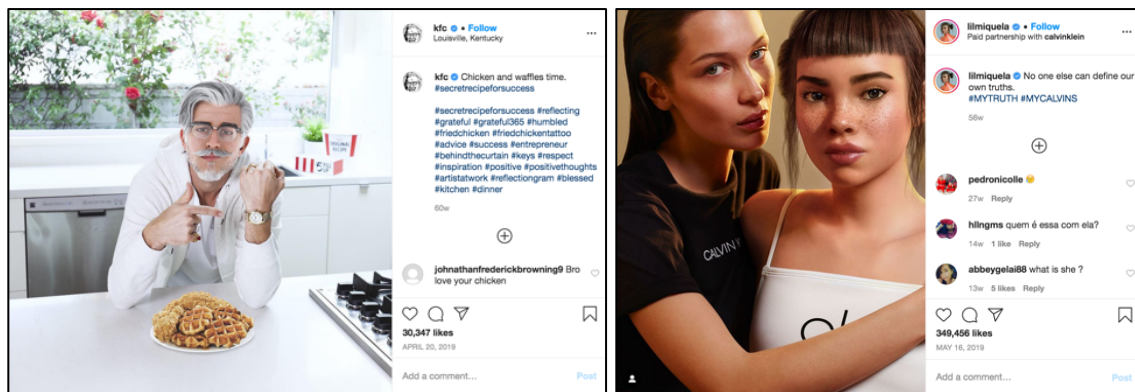 kfc • Follow
Louisville, Kentucky
kfc Chicken and waffles time.
#secretrecipeforsuccess
#secretrecipeforsuccess #reflecting
#grateful #grateful365 #humbled
#friedchicken #friedchickentattoo
#advice #success #entrepreneur
#behindthecurtain #keys #respect
#inspiration #positive #positivethoughts
#artistatwork #reflectiongram #blessed
#kitchen #dinner
60w
johnathanfrederickbrowning9 Bro
love your chicken
30,347 likes
APRIL 20, 2019
Add a comment...
Post
CALVIN K
lilmiquela • Follow
Paid partnership with calvinklein
lilmiquela No one else can define our
own truths.
#MYTRUTH #MYCALVINS
56w
pedronicolle 😊
27w Reply
hllngms quem é essa com ela?
14w 1 like Reply
abbeygelai88 what is she ?
13w 5 likes Reply
349,456 likes
MAY 16, 2019
Add a comment...
Post